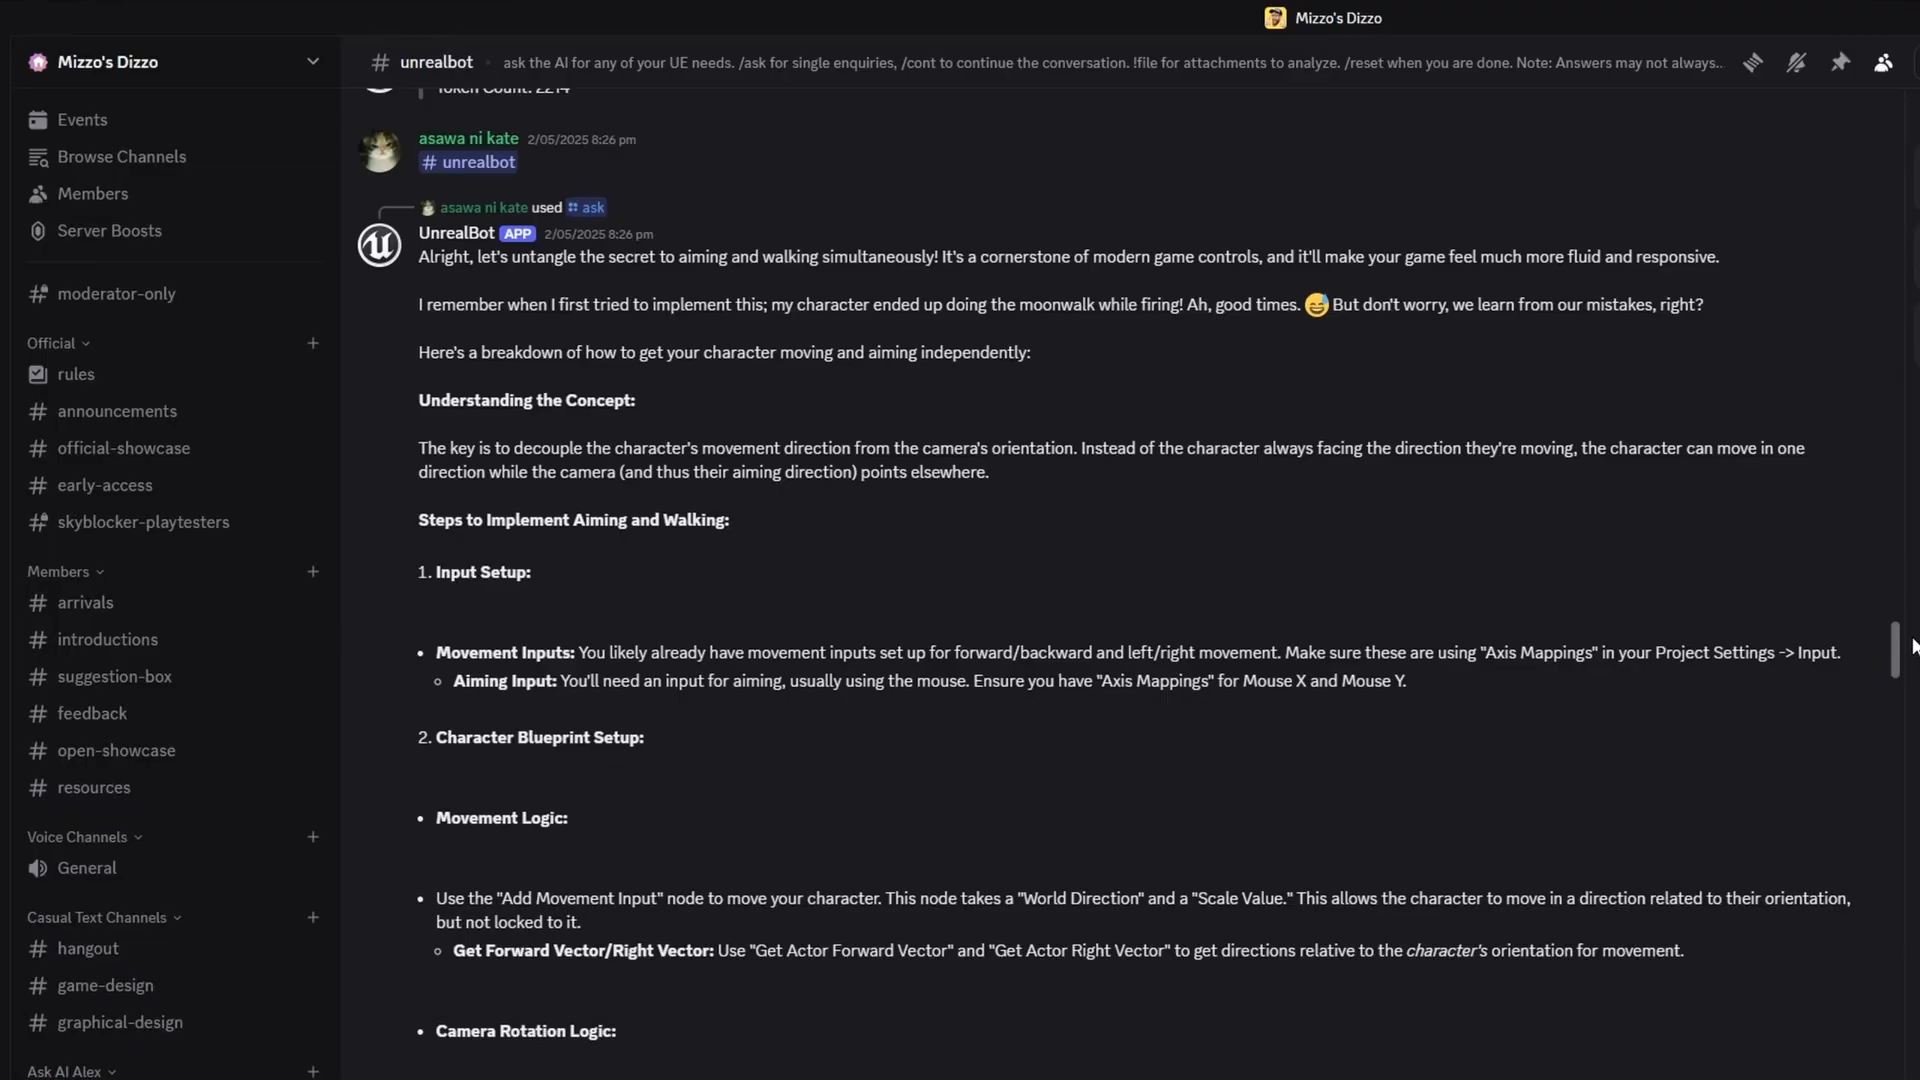 Mizzo's Dizzo
Mizzo's Dizzo
Events
Browse Channels
Members
Server Boosts
moderator-only
Official
rules
announcements
official-showcase
early-access
skyblocker-playtesters
Members
arrivals
introductions
suggestion-box
feedback
open-showcase
resources
Voice Channels
General
Casual Text Channels
hangout
game-design
graphical-design
Ask AI Alex
# unrealbot
ask the AI for any of your UE needs. /ask for single enquiries, /cont to continue the conversation. !file for attachments to analyze. /reset when you are done. Note: Answers may not always...
Token Count: 2214
asawa ni kate 2/05/2025 8:26 pm
# unrealbot
asawa ni kate used ask
UnrealBot APP 2/05/2025 8:26 pm
Alright, let's untangle the secret to aiming and walking simultaneously! It's a cornerstone of modern game controls, and it'll make your game feel much more fluid and responsive.
I remember when I first tried to implement this; my character ended up doing the moonwalk while firing! Ah, good times. 😅 But don't worry, we learn from our mistakes, right?
Here's a breakdown of how to get your character moving and aiming independently:
Understanding the Concept:
The key is to decouple the character's movement direction from the camera's orientation. Instead of the character always facing the direction they're moving, the character can move in one
direction while the camera (and thus their aiming direction) points elsewhere.
Steps to Implement Aiming and Walking:
1. Input Setup:
• Movement Inputs: You likely already have movement inputs set up for forward/backward and left/right movement. Make sure these are using "Axis Mappings" in your Project Settings -> Input.
○ Aiming Input: You'll need an input for aiming, usually using the mouse. Ensure you have "Axis Mappings" for Mouse X and Mouse Y.
2. Character Blueprint Setup:
• Movement Logic:
• Use the "Add Movement Input" node to move your character. This node takes a "World Direction" and a "Scale Value." This allows the character to move in a direction related to their orientation,
but not locked to it.
○ Get Forward Vector/Right Vector: Use "Get Actor Forward Vector" and "Get Actor Right Vector" to get directions relative to the character's orientation for movement.
• Camera Rotation Logic: